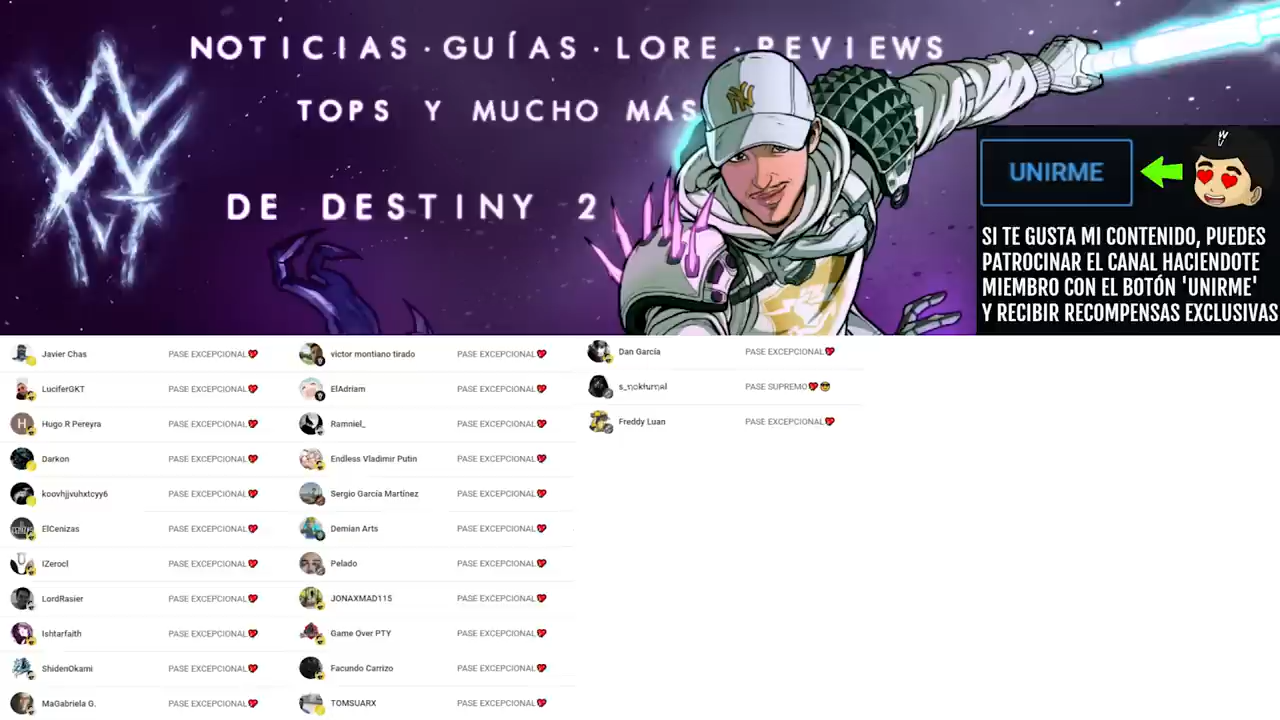 NOTICIAS · GUÍAS · LORE · REVIEWS
TOPS Y MUCHO MÁS
DE DESTINY 2
UNIRME
SI TE GUSTA MI CONTENIDO, PUEDES
PATROCINAR EL CANAL HACIENDOTE
MIEMBRO CON EL BOTÓN 'UNIRME'
Y RECIBIR RECOMPENSAS EXCLUSIVAS
Javier Chas PASE EXCEPCIONAL
LuciferGKT PASE EXCEPCIONAL
Hugo R Pereyra PASE EXCEPCIONAL
Darkon PASE EXCEPCIONAL
koovhjjvuhxtcyy6 PASE EXCEPCIONAL
ElCenizas PASE EXCEPCIONAL
IZerocl PASE EXCEPCIONAL
LordRasier PASE EXCEPCIONAL
Ishtarfaith PASE EXCEPCIONAL
ShidenOkami PASE EXCEPCIONAL
MaGabriela G. PASE EXCEPCIONAL
victor montiano tirado PASE EXCEPCIONAL
ElAdriam PASE EXCEPCIONAL
Ramniel_ PASE EXCEPCIONAL
Endless Vladimir Putin PASE EXCEPCIONAL
Sergio García Martínez PASE EXCEPCIONAL
Demian Arts PASE EXCEPCIONAL
Pelado PASE EXCEPCIONAL
JONAXMAD115 PASE EXCEPCIONAL
Game Over PTY PASE EXCEPCIONAL
Facundo Carrizo PASE EXCEPCIONAL
TOMSUARX PASE EXCEPCIONAL
Dan García PASE EXCEPCIONAL
s_nokturnal PASE SUPREMO
Freddy Luan PASE EXCEPCIONAL